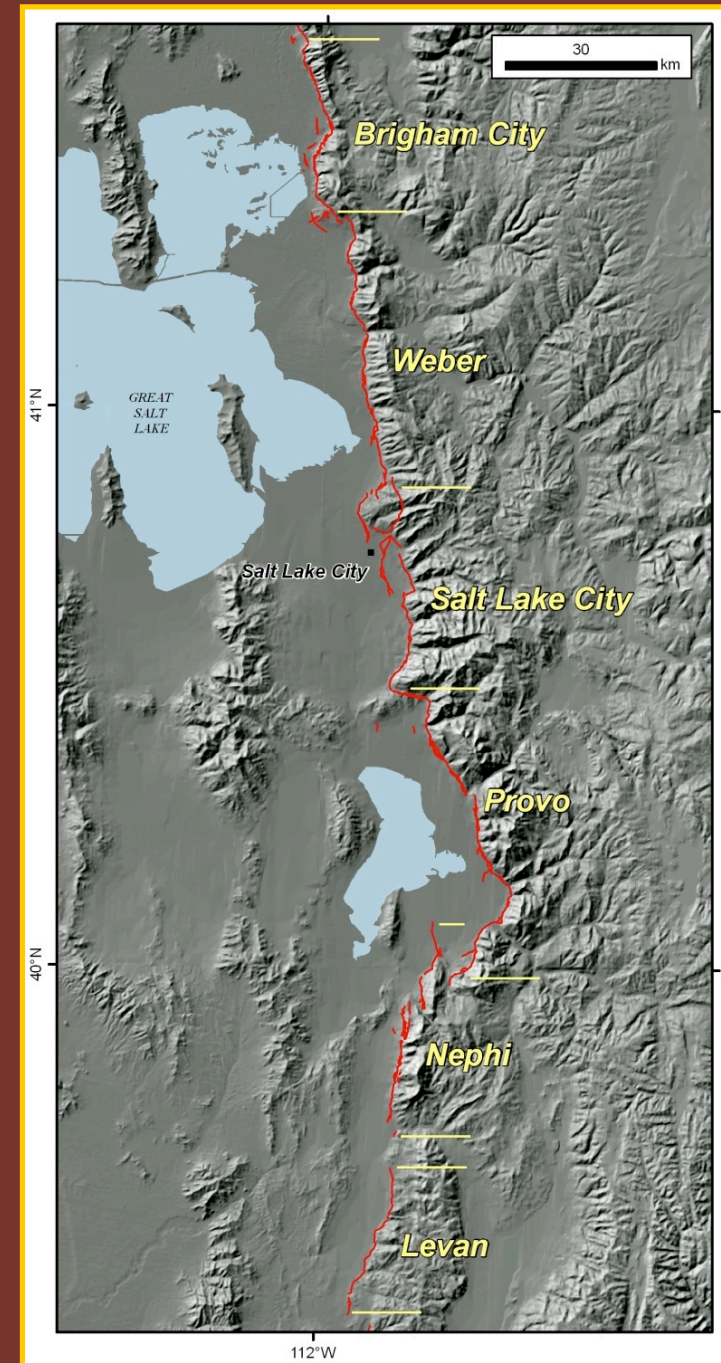 30
km
Brigham City
Weber
41°N
GREAT
SALT
LAKE
Salt Lake City
Salt Lake City
Provo
40°N
Nephi
Levan
112°W